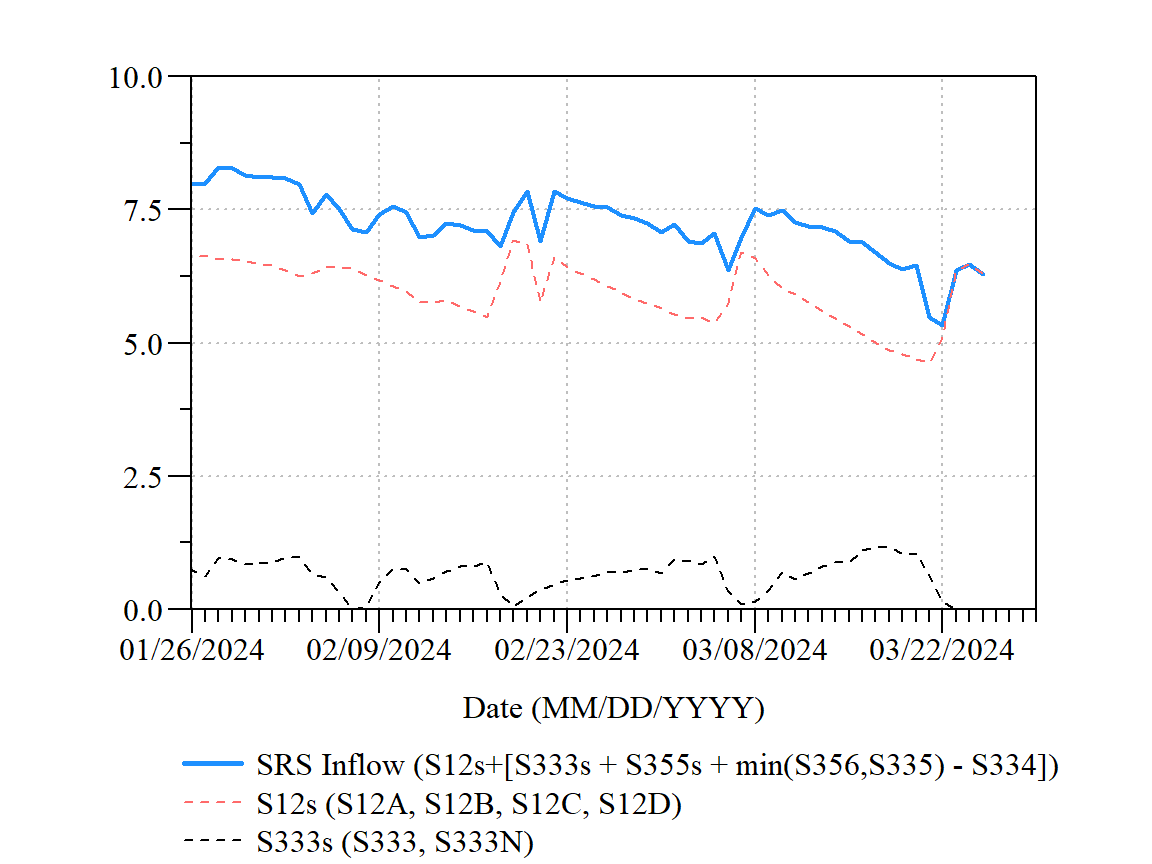 10.0
7.5
5.0
2.5
0.0
01/26/2024 02/09/2024 02/23/2024 03/08/2024 03/22/2024
Date (MM/DD/YYYY)
SRS Inflow (S12s+[S333s + S355s + min(S356,S335) - S334])
S12s (S12A, S12B, S12C, S12D)
S333s (S333, S333N)